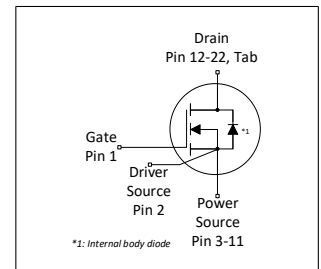 Drain
Pin 12-22, Tab
*1
Gate
Pin 1
Driver
Source
Pin 2
Power
Source
Pin 3-11
*1: Internal body diode